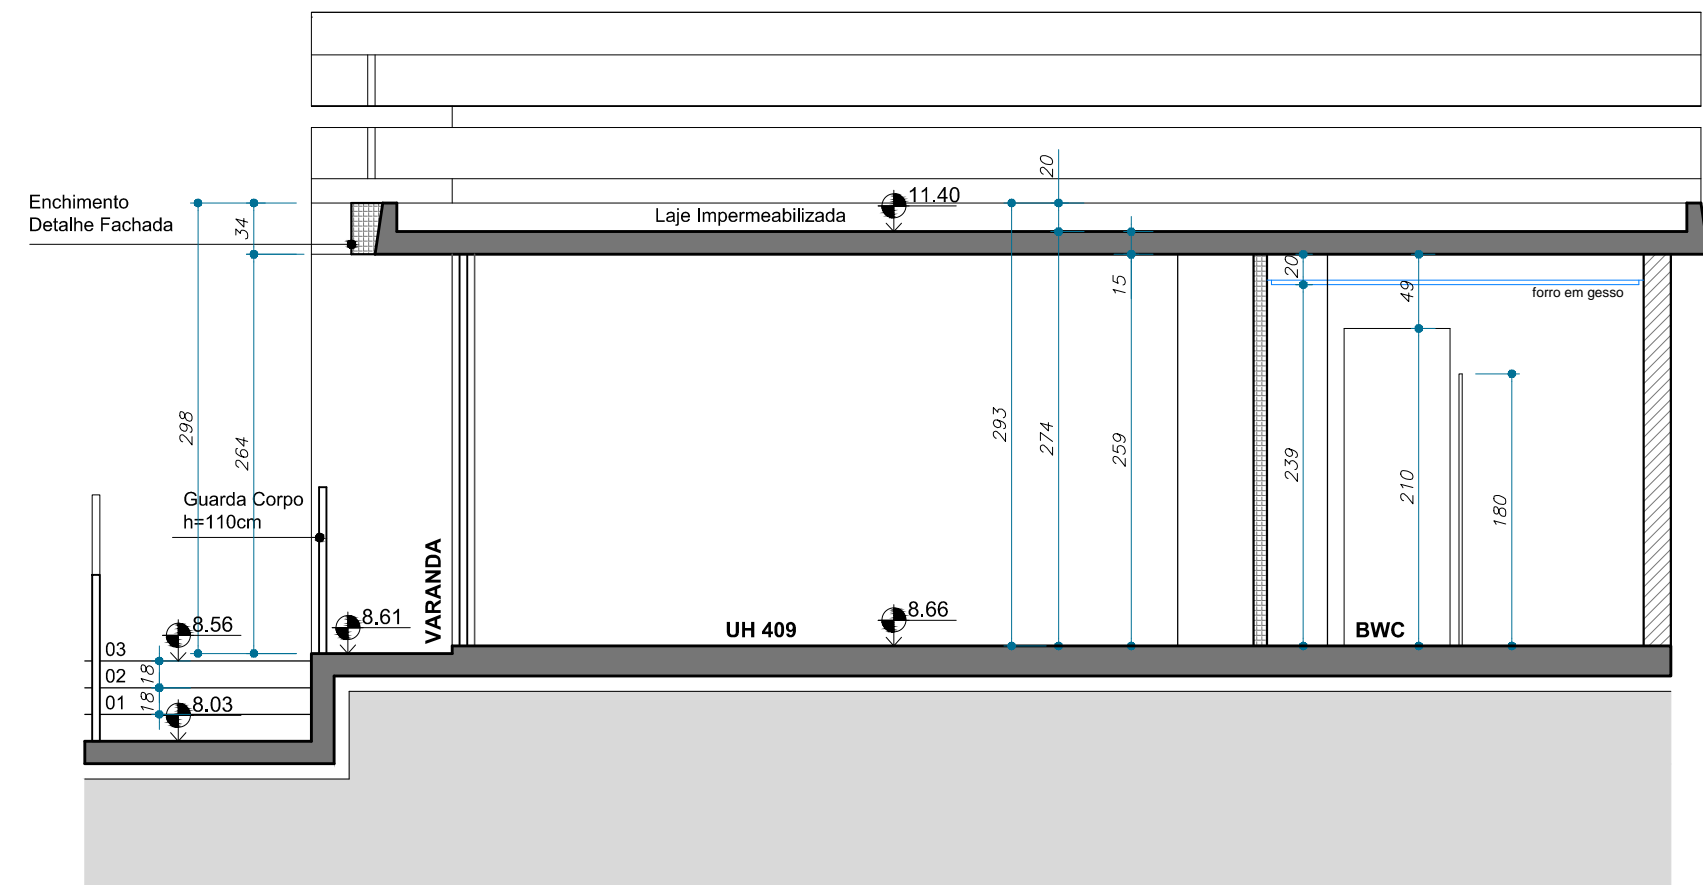 20
Enchimento
Detalhe Fachada
34
Laje Impermeabilizada
11.40
15
20
49
forro em gesso
298
264
293
274
259
239
210
180
Guarda Corpo
h=110cm
VARANDA
8.56
8.61
8.66
UH 409
BWC
03
18
02
18
01
8.03